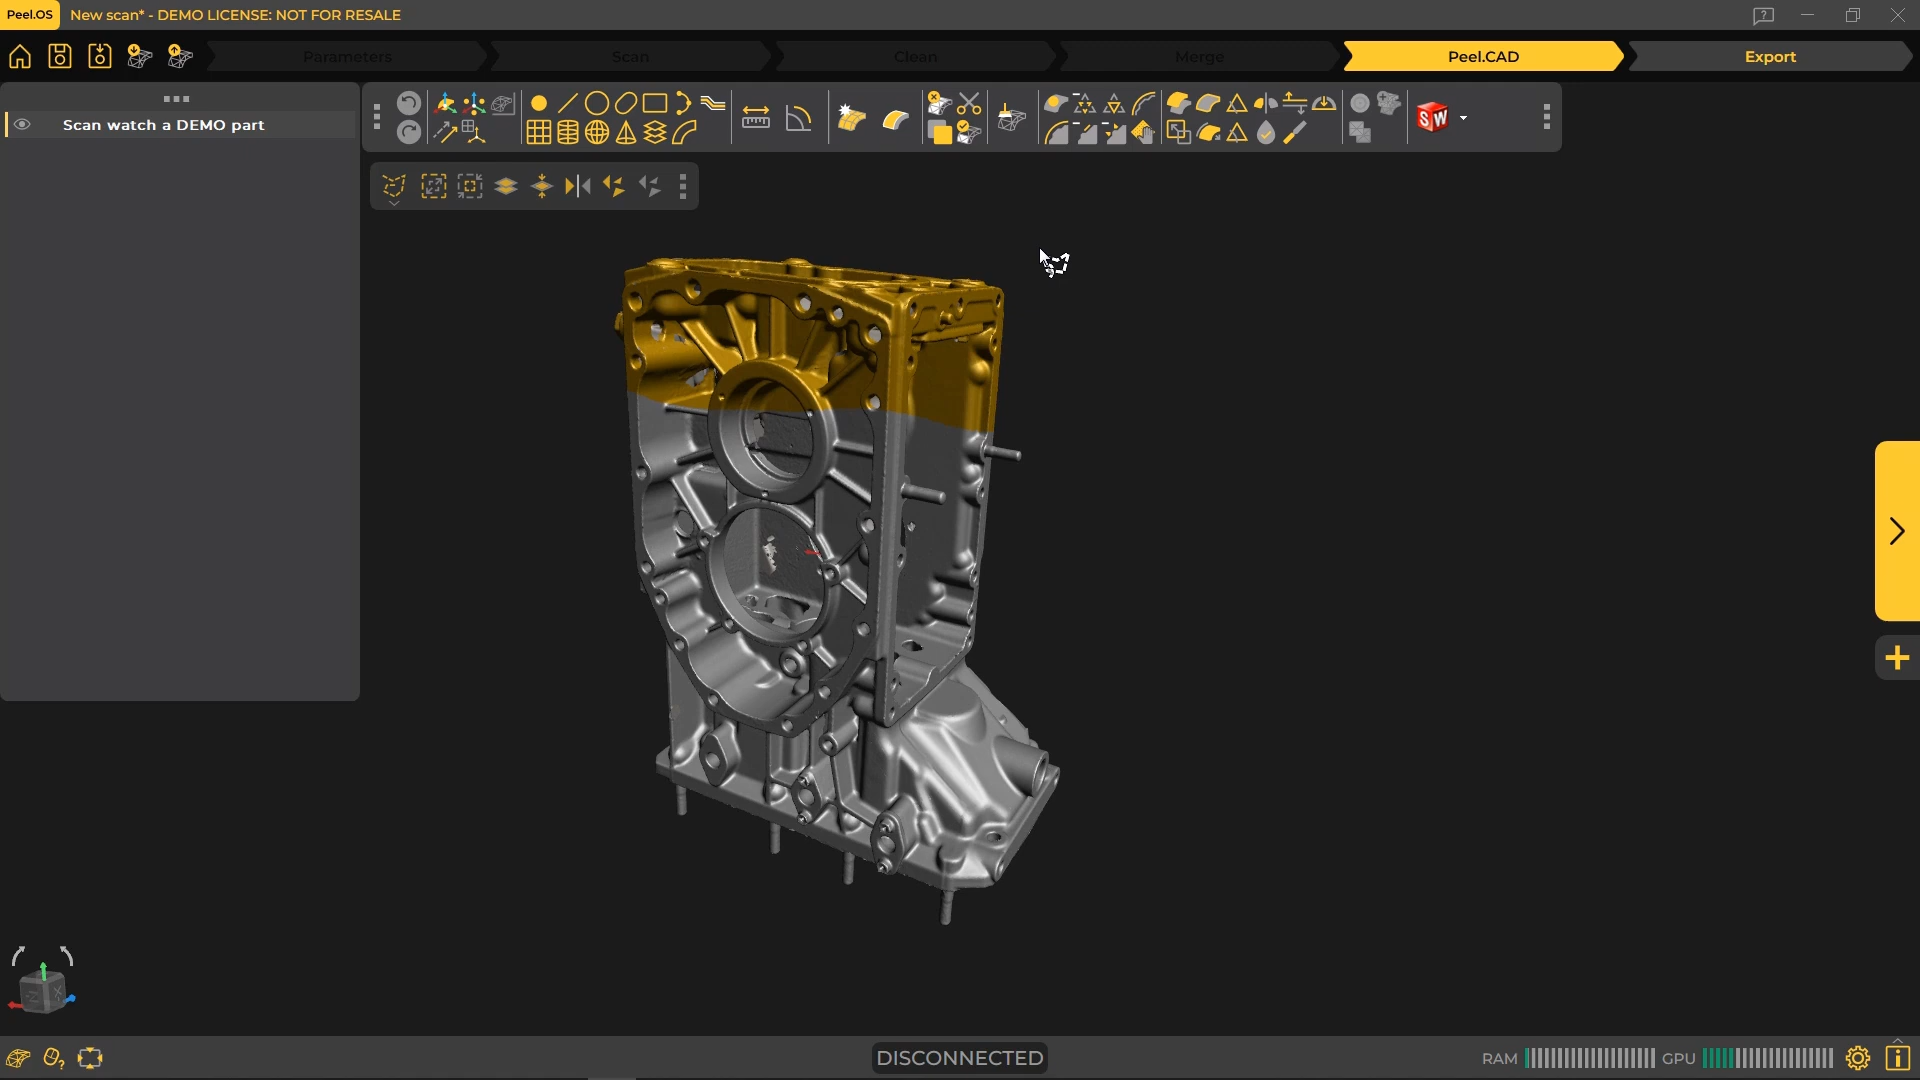 Peel.OS
New scan* - DEMO LICENSE: NOT FOR RESALE
Parameters
Scan
Clean
Merge
Peel.CAD
Export
Scan watch a DEMO part
SW
DISCONNECTED
RAM
GPU